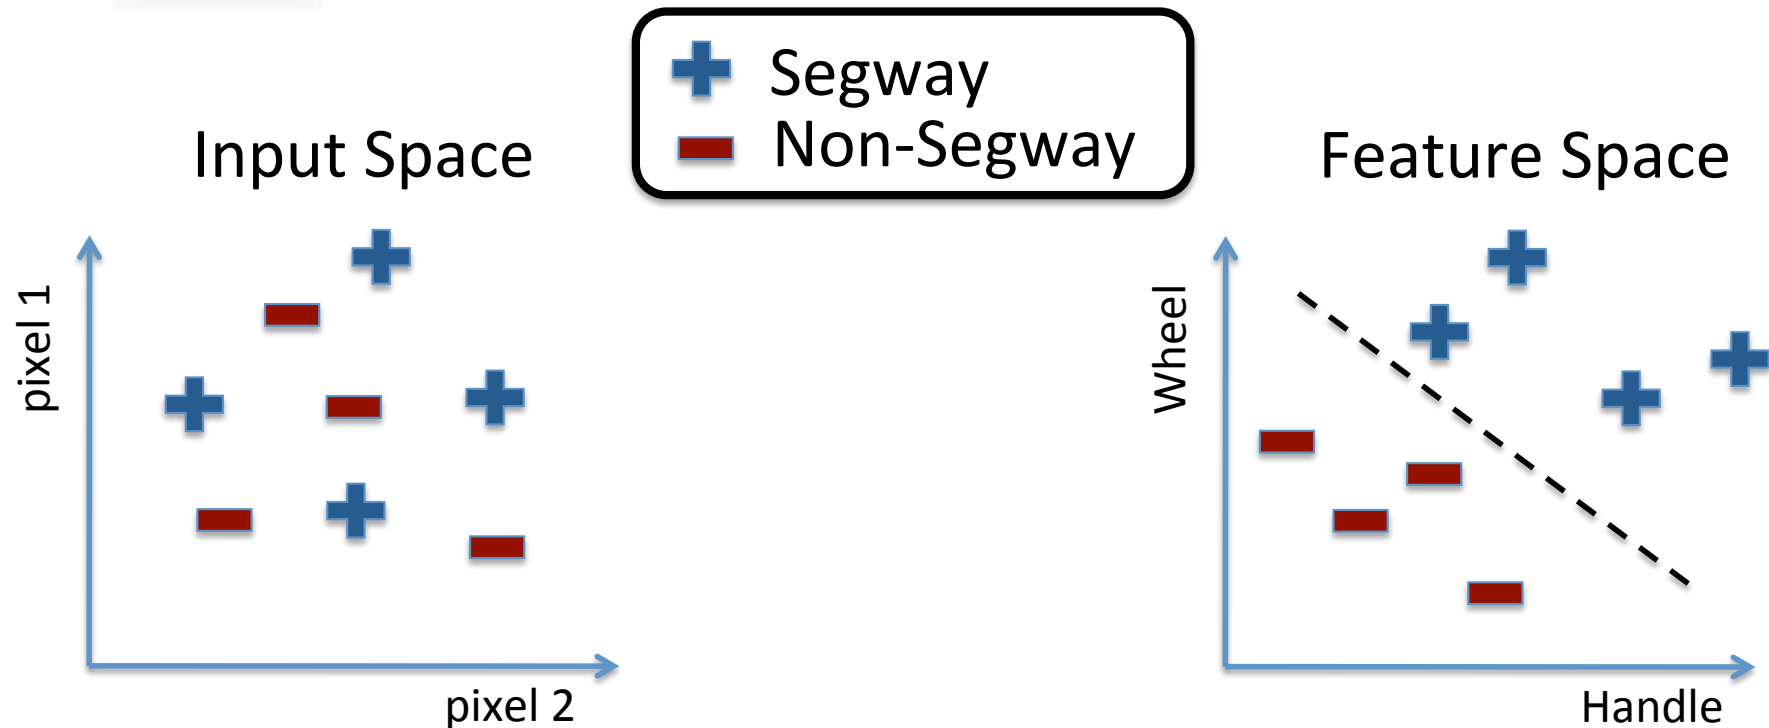 Segway
Non-Segway
Input Space
Feature Space
pixel 1
pixel 2
Wheel
Handle